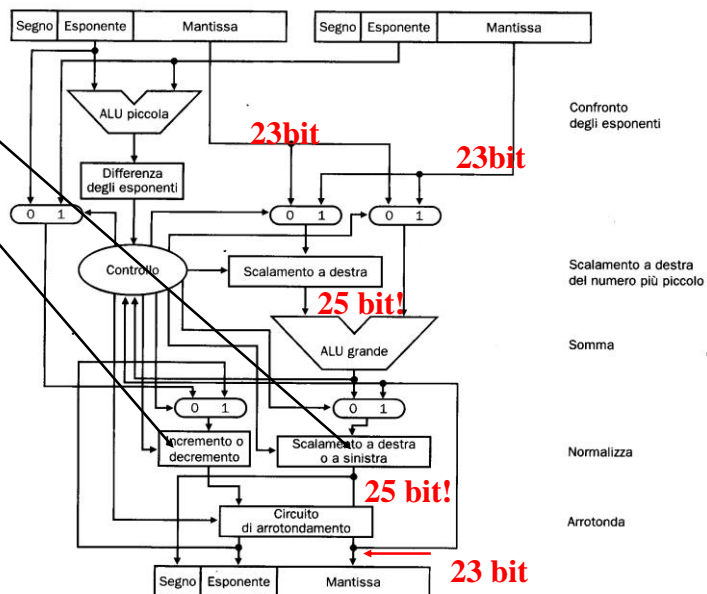 Segno Esponente Mantissa
Segno Esponente Mantissa
ALU piccola
Confronto
degli esponenti
23bit
23bit
Differenza
degli esponenti
0 1
0 1
0 1
Controllo
Scalamento a destra
Scalamento a destra
del numero più piccolo
25 bit!
ALU grande
Somma
0 1
0 1
Incremento o
decremento
Scalamento a destra
o a sinistra
Normalizza
25 bit!
Circuito
di arrotondamento
Arrotonda
23 bit
Segno Esponente Mantissa